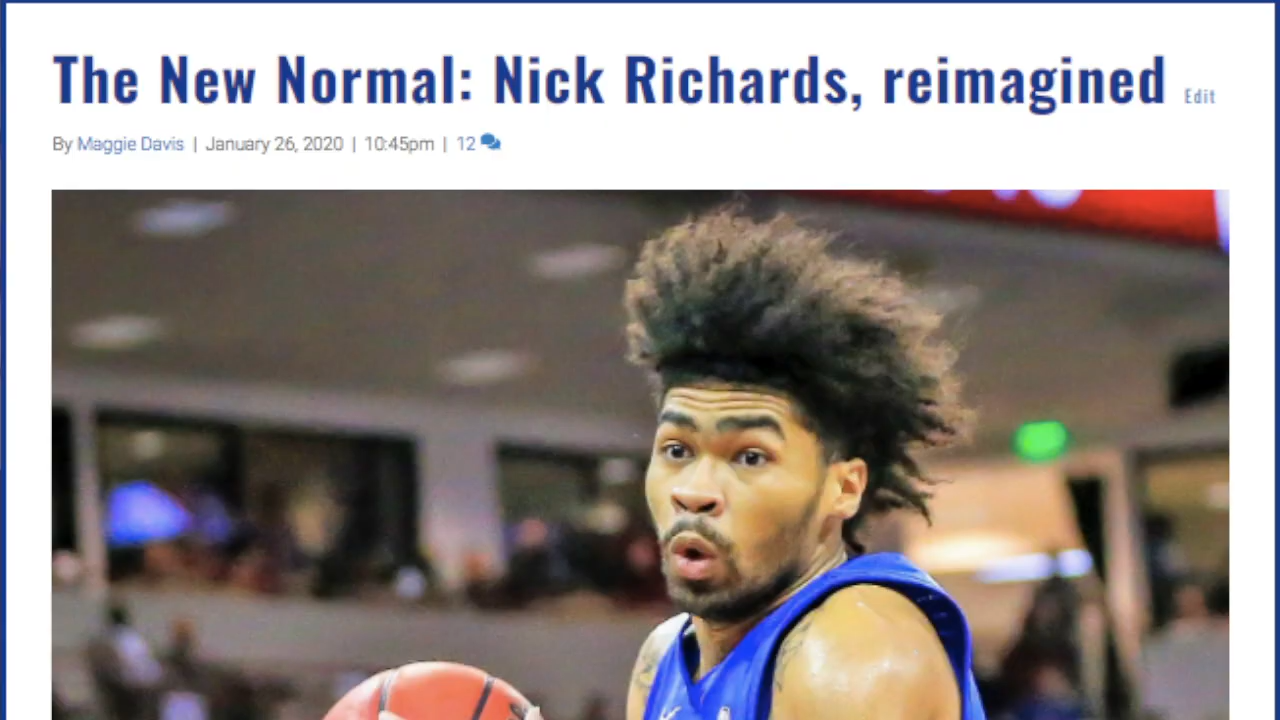 The New Normal: Nick Richards, reimagined Edit
By Maggie Davis | January 26, 2020 | 10:45pm | 12